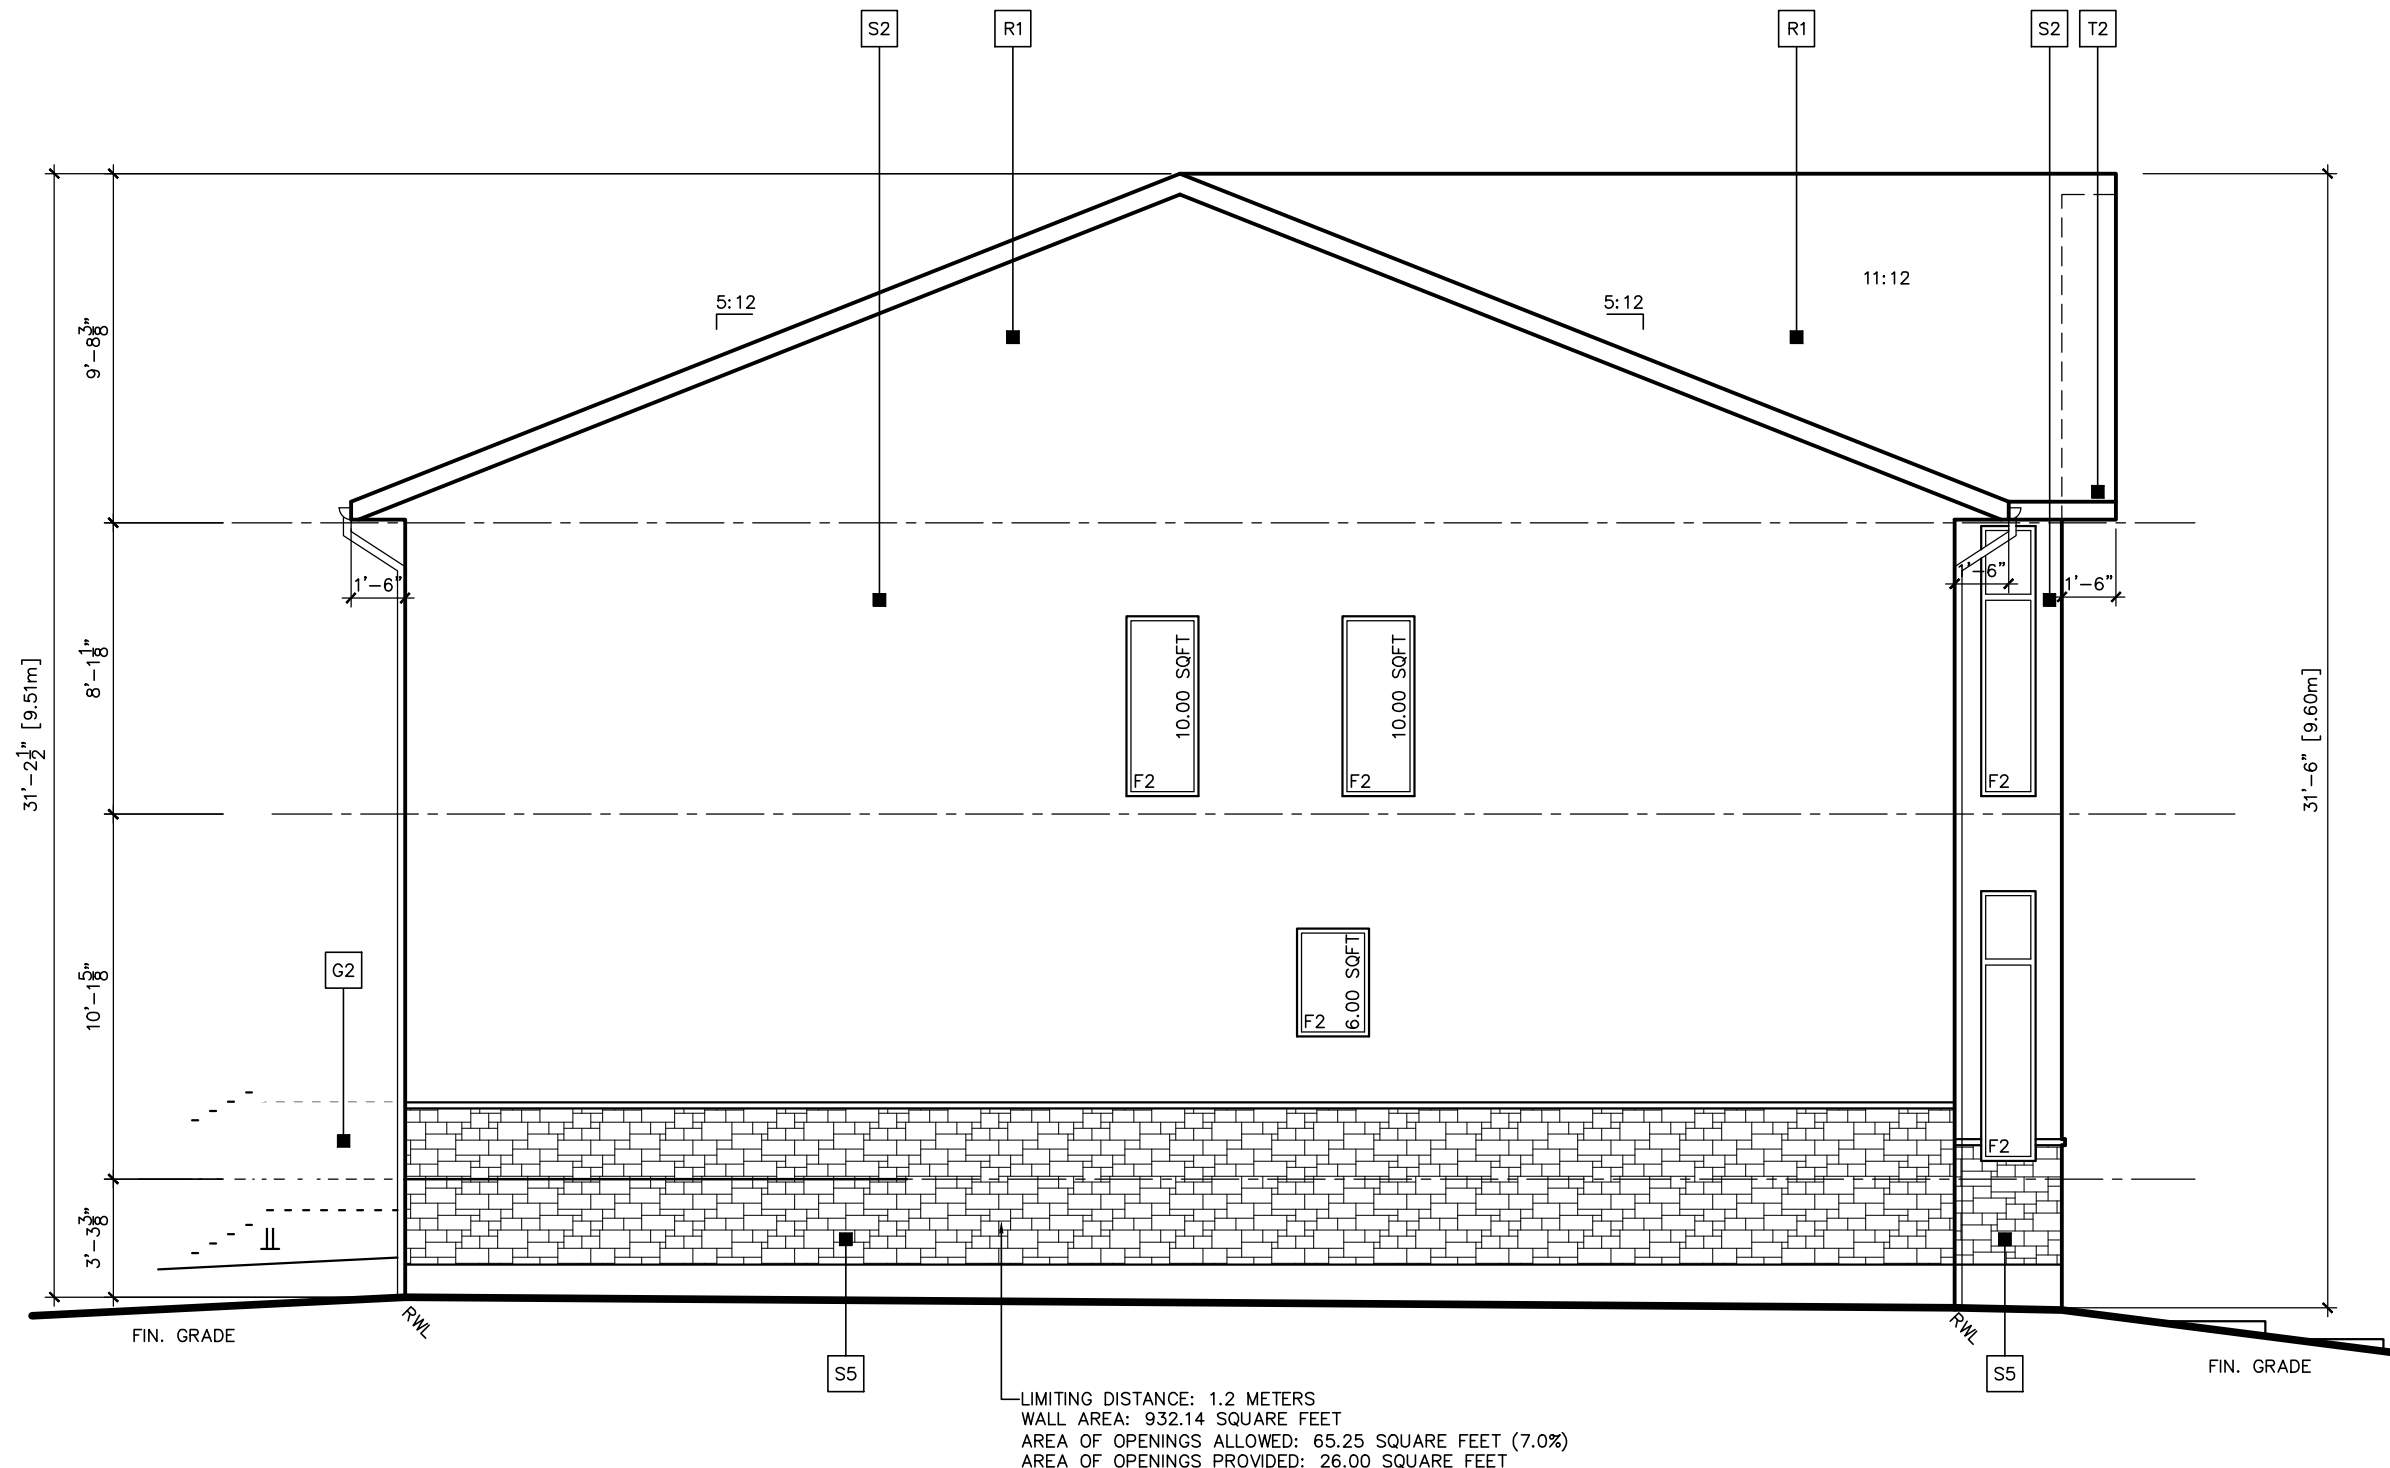 S2
R1
R1
S2
T2
11:12
5:12
5:12
9'-8 3/8"
1'-6"
1'-6"
1'-6"
8'-1 1/8"
31'-2 1/2" [9.51m]
31'-6" [9.60m]
10.00 SQFT
10.00 SQFT
F2
F2
F2
G2
10'-1 5/8"
6.00 SQFT
F2
F2
3'-3 3/8"
RWL
RWL
FIN. GRADE
FIN. GRADE
S5
S5
LIMITING DISTANCE: 1.2 METERS
WALL AREA: 932.14 SQUARE FEET
AREA OF OPENINGS ALLOWED: 65.25 SQUARE FEET (7.0%)
AREA OF OPENINGS PROVIDED: 26.00 SQUARE FEET